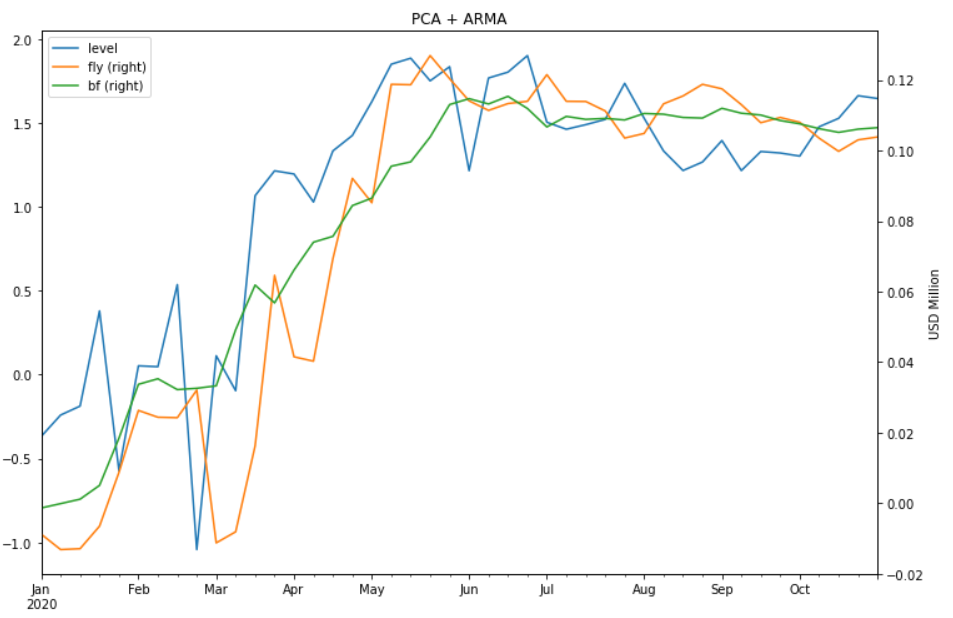 PCA + ARMA
level
fly (right)
bf (right)
2.0
1.5
1.0
0.5
0.0
−0.5
−1.0
0.12
0.10
0.08
0.06
0.04
0.02
0.00
−0.02
USD Million
Jan Feb Mar Apr May Jun Jul Aug Sep Oct
2020